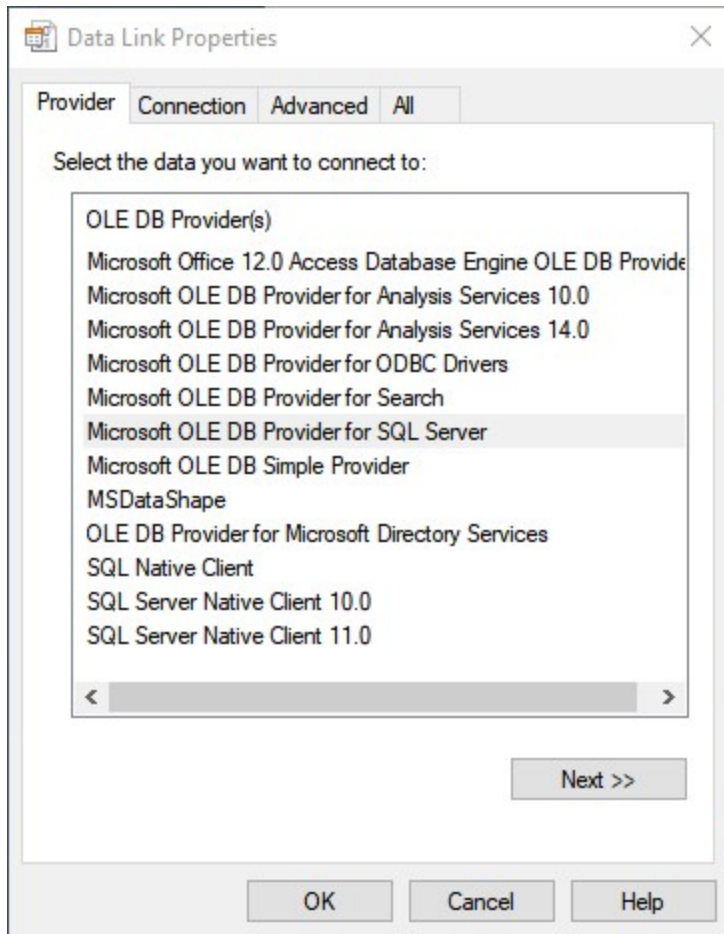 Data Link Properties
Provider Connection Advanced All
Select the data you want to connect to:
OLE DB Provider(s)
Microsoft Office 12.0 Access Database Engine OLE DB Provide
Microsoft OLE DB Provider for Analysis Services 10.0
Microsoft OLE DB Provider for Analysis Services 14.0
Microsoft OLE DB Provider for ODBC Drivers
Microsoft OLE DB Provider for Search
Microsoft OLE DB Provider for SQL Server
Microsoft OLE DB Simple Provider
MSDataShape
OLE DB Provider for Microsoft Directory Services
SQL Native Client
SQL Server Native Client 10.0
SQL Server Native Client 11.0
Next >>
OK Cancel Help